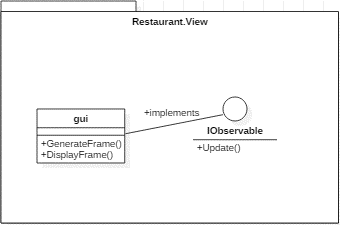 Restaurant.View
gui
+GenerateFrame()
+DisplayFrame()
+implements
IObservable
+Update()